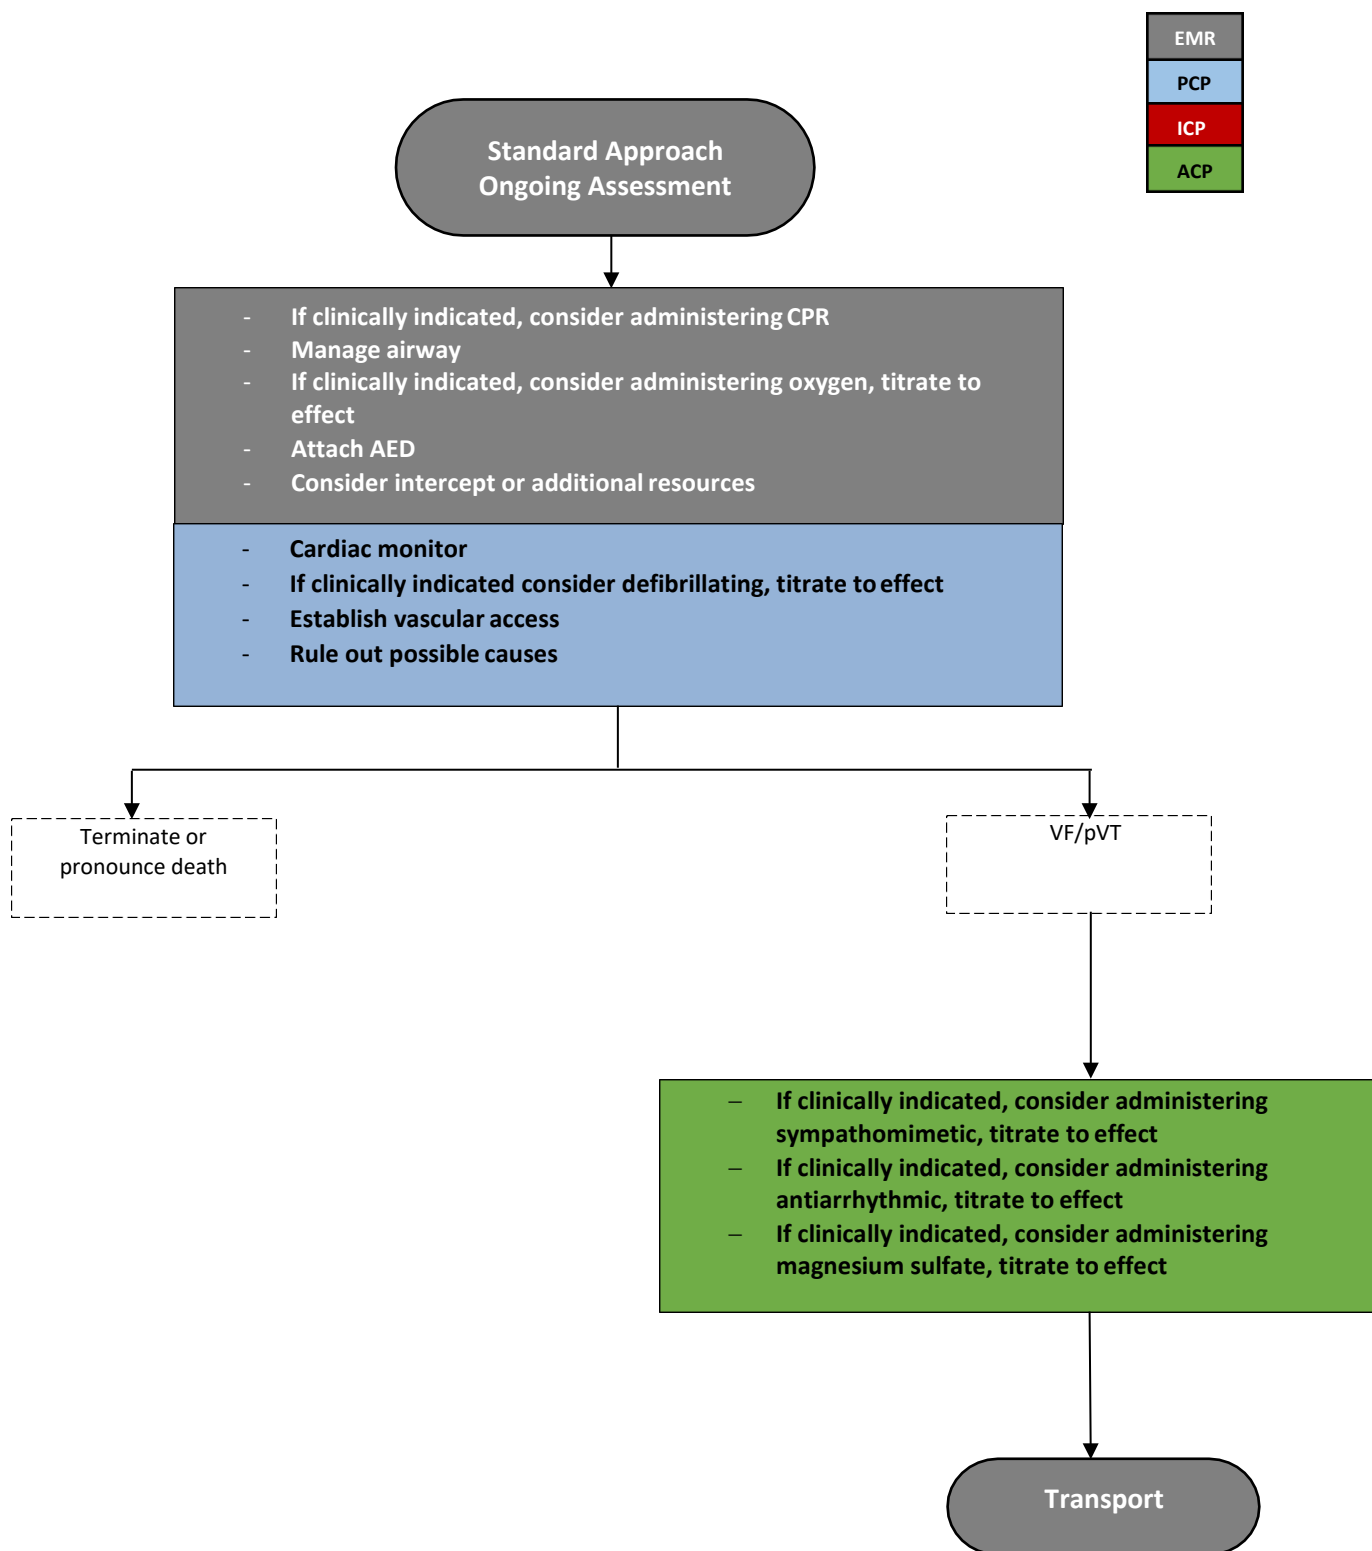 EMR
PCP
ICP
ACP
Standard Approach
Ongoing Assessment
- If clinically indicated, consider administering CPR
- Manage airway
- If clinically indicated, consider administering oxygen, titrate to
effect
- Attach AED
- Consider intercept or additional resources
- Cardiac monitor
- If clinically indicated consider defibrillating, titrate to effect
- Establish vascular access
- Rule out possible causes
Terminate or
pronounce death
VF/pVT
– If clinically indicated, consider administering
sympathomimetic, titrate to effect
– If clinically indicated, consider administering
antiarrhythmic, titrate to effect
– If clinically indicated, consider administering
magnesium sulfate, titrate to effect
Transport